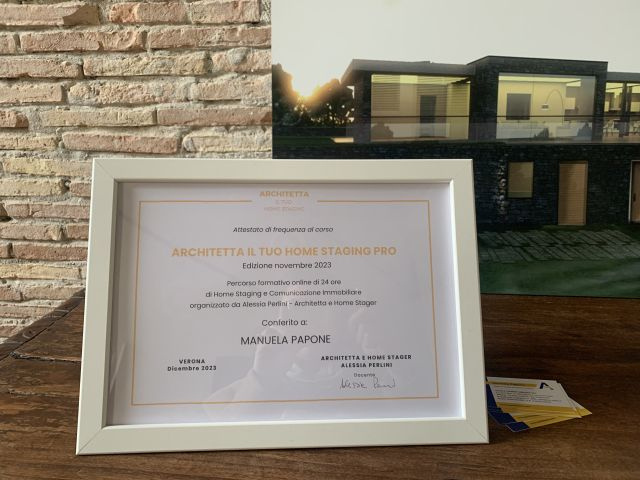 ARCHITETTA
IL TUO
HOME STAGING
Attestato di frequenza al corso
ARCHITETTA IL TUO HOME STAGING PRO
Edizione novembre 2023
Percorso formativo online di 24 ore
di Home Staging e Comunicazione Immobiliare
organizzato da Alessia Perlini - Architetta e Home Stager
Conferito a:
MANUELA PAPONE
VERONA
Dicembre 2023
ARCHITETTA E HOME STAGER
ALESSIA PERLINI
Docente